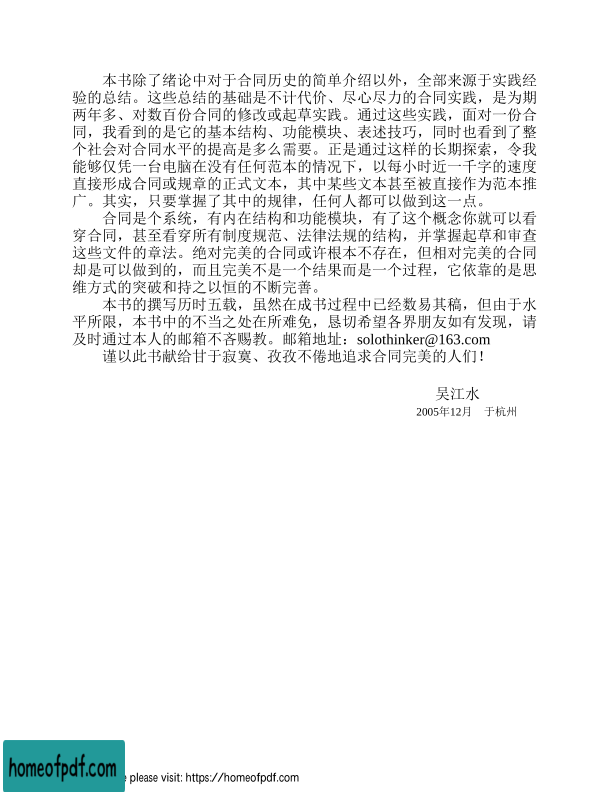 本书除了绪论中对于合同历史的简单介绍以外，全部来源于实践经
验的总结。这些总结的基础是不计代价、尽心尽力的合同实践，是为期
两年多、对数百份合同的修改或起草实践。通过这些实践，面对一份合
同，我看到的是它的基本结构、功能模块、表述技巧，同时也看到了整
个社会对合同水平的提高是多么需要。正是通过这样的长期探索，令我
能够仅凭一台电脑在没有任何范本的情况下，以每小时近一千字的速度
直接形成合同或规章的正式文本，其中某些文本甚至被直接作为范本推
广。其实，只要掌握了其中的规律，任何人都可以做到这一点。
合同是个系统，有内在结构和功能模块，有了这个概念你就可以看
穿合同，甚至看穿所有制度规范、法律法规的结构，并掌握起草和审查
这些文件的章法。绝对完美的合同或许根本不存在，但相对完美的合同
却是可以做到的，而且完美不是一个结果而是一个过程，它依靠的是思
维方式的突破和持之以恒的不断完善。
本书的撰写历时五载，虽然在成书过程中已经数易其稿，但由于水
平所限，本书中的不当之处在所难免，恳切希望各界朋友如有发现，请
及时通过本人的邮箱不吝赐教。邮箱地址：solothinker@163.com
谨以此书献给甘于寂寞、孜孜不倦地追求合同完美的人们！
吴江水
2005年12月 于杭州
homeofpdf.com
please visit: https://homeofpdf.com